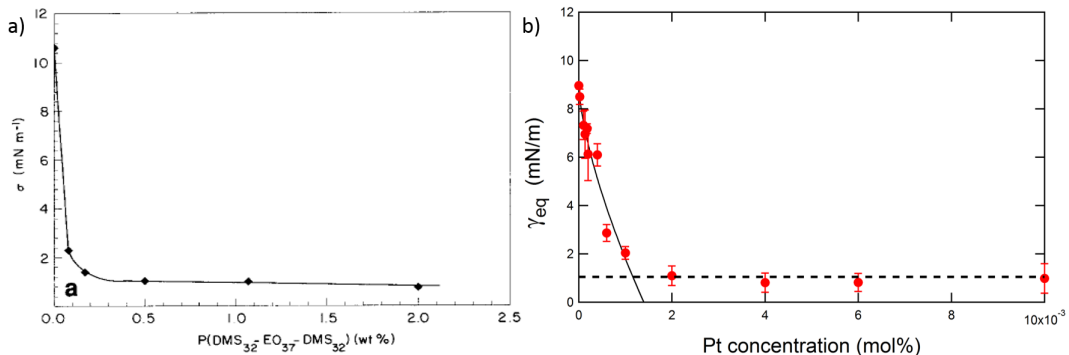 a)
12
10
8
6
4
2
σ (mN m⁻¹)
a
0.0 0.5 1.0 1.5 2.0 2.5
P(DMS₃₂-EO₃₇-DMS₃₂)(wt %)
b)
12
10
8
6
4
2
0
γeq (mN/m)
0 2 4 6 8 10x10⁻³
Pt concentration (mol%)